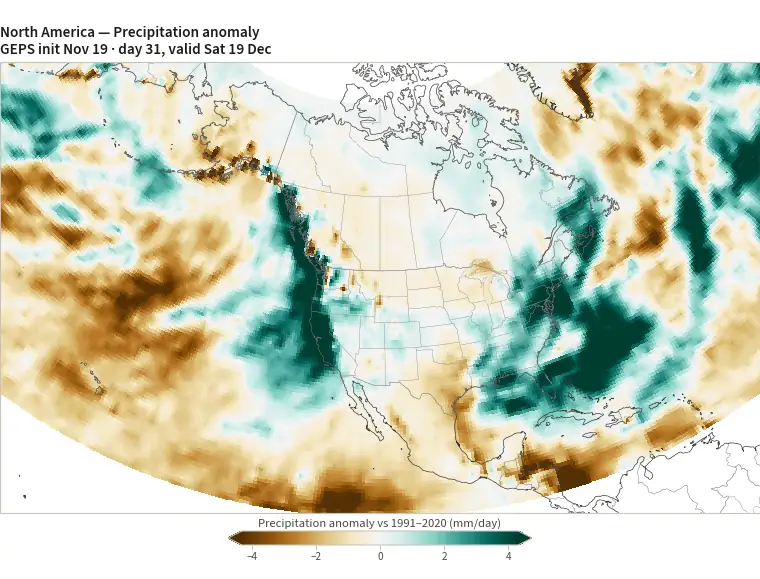 North America — Precipitation anomaly
GEPS init Nov 19 · day 31, valid Sat 19 Dec
Precipitation anomaly vs 1991–2020 (mm/day)
−4 −2 0 2 4